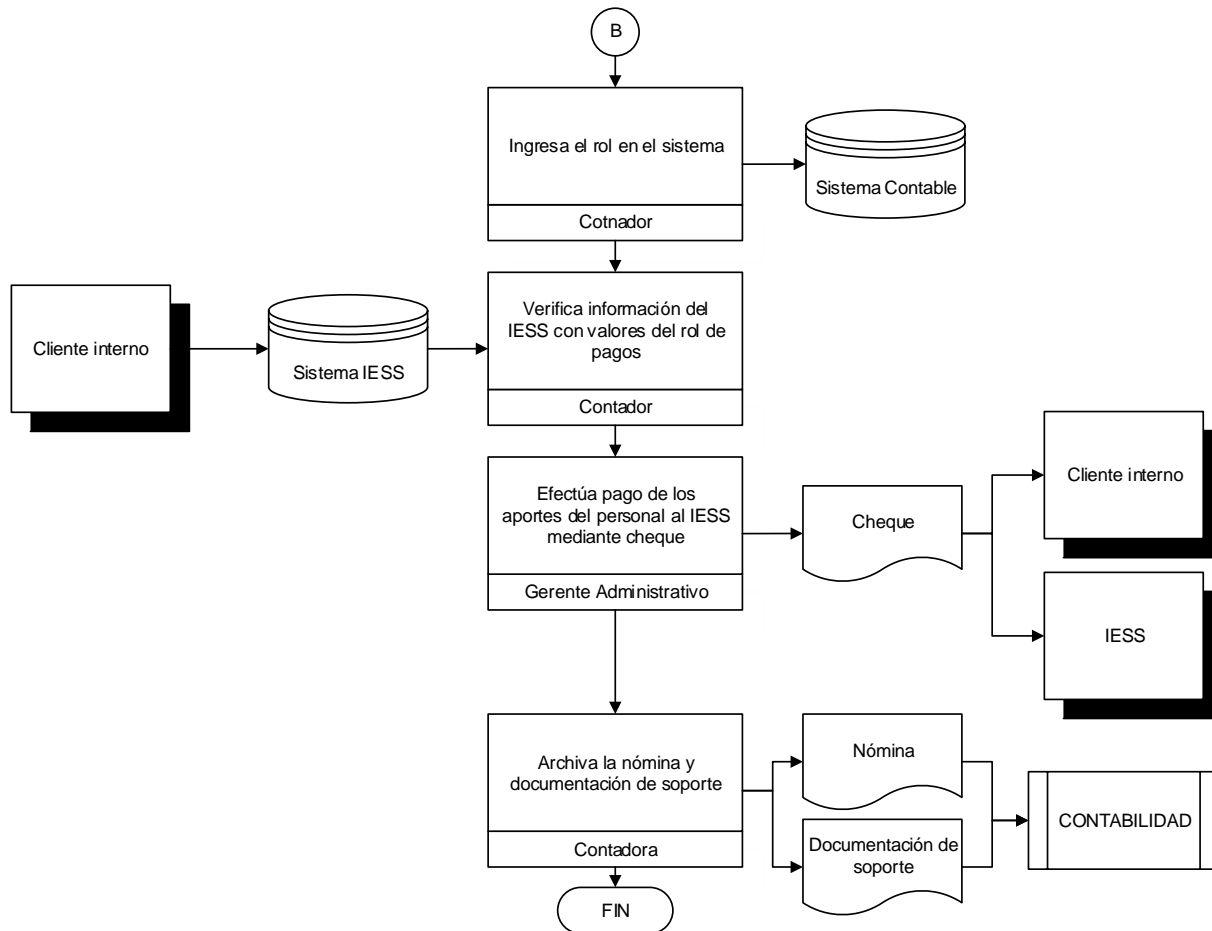 B
Ingresa el rol en el sistema
Sistema Contable
Cotnador
Cliente interno
Sistema IESS
Verifica información del
IESS con valores del rol de
pagos
Contador
Efectúa pago de los
aportes del personal al IESS
mediante cheque
Gerente Administrativo
Cheque
Cliente interno
IESS
Archiva la nómina y
documentación de soporte
Contadora
Nómina
Documentación de
soporte
CONTABILIDAD
FIN